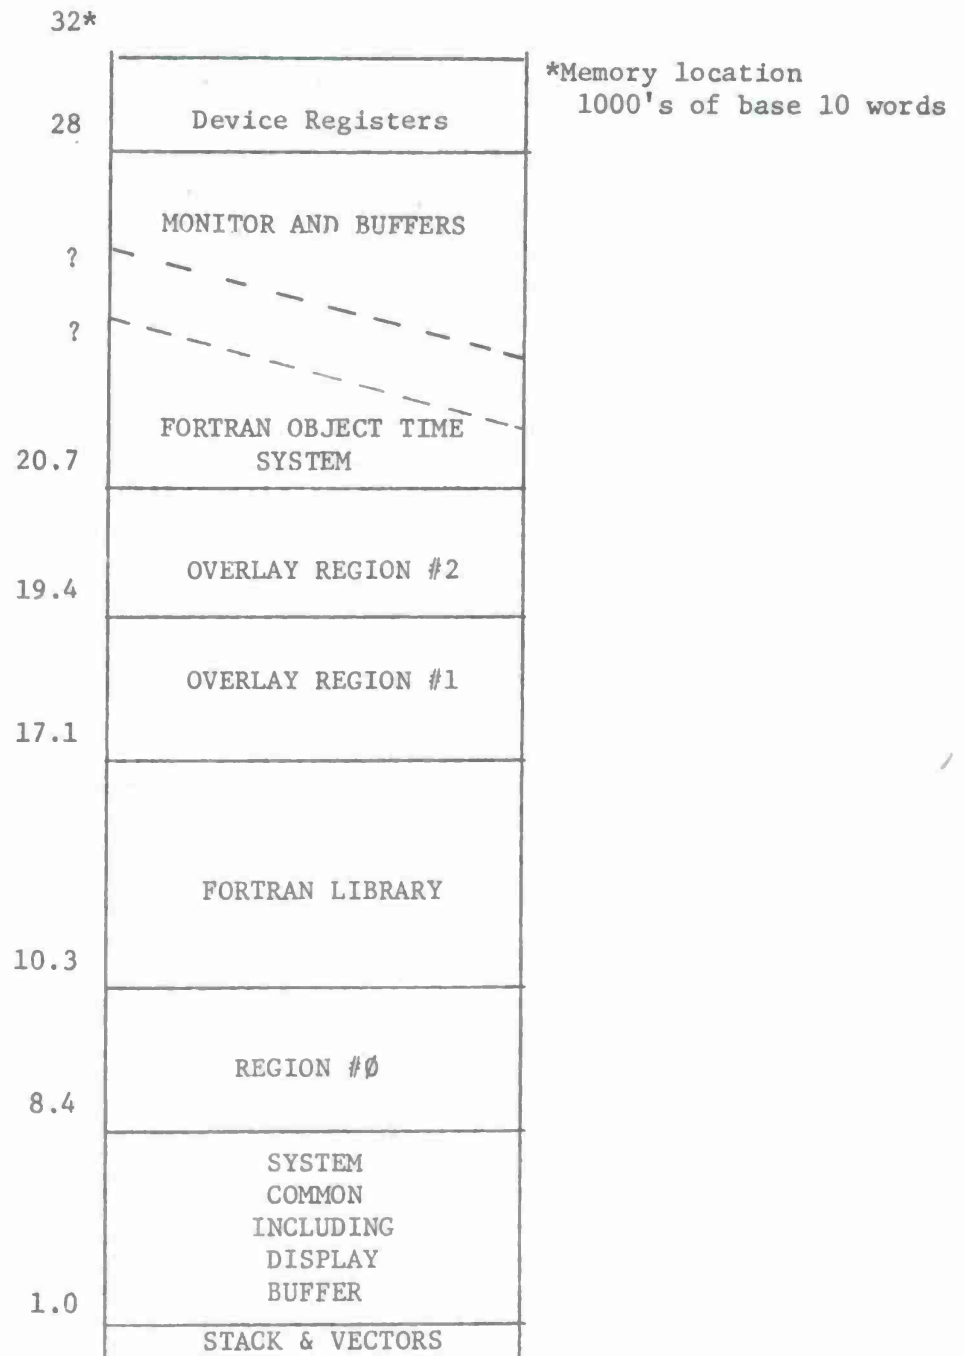 32*
*Memory location
1000's of base 10 words
28
Device Registers
MONITOR AND BUFFERS
?
?
FORTRAN OBJECT TIME
SYSTEM
20.7
OVERLAY REGION #2
19.4
OVERLAY REGION #1
17.1
FORTRAN LIBRARY
10.3
REGION #Ø
8.4
SYSTEM
COMMON
INCLUDING
DISPLAY
BUFFER
1.0
STACK & VECTORS